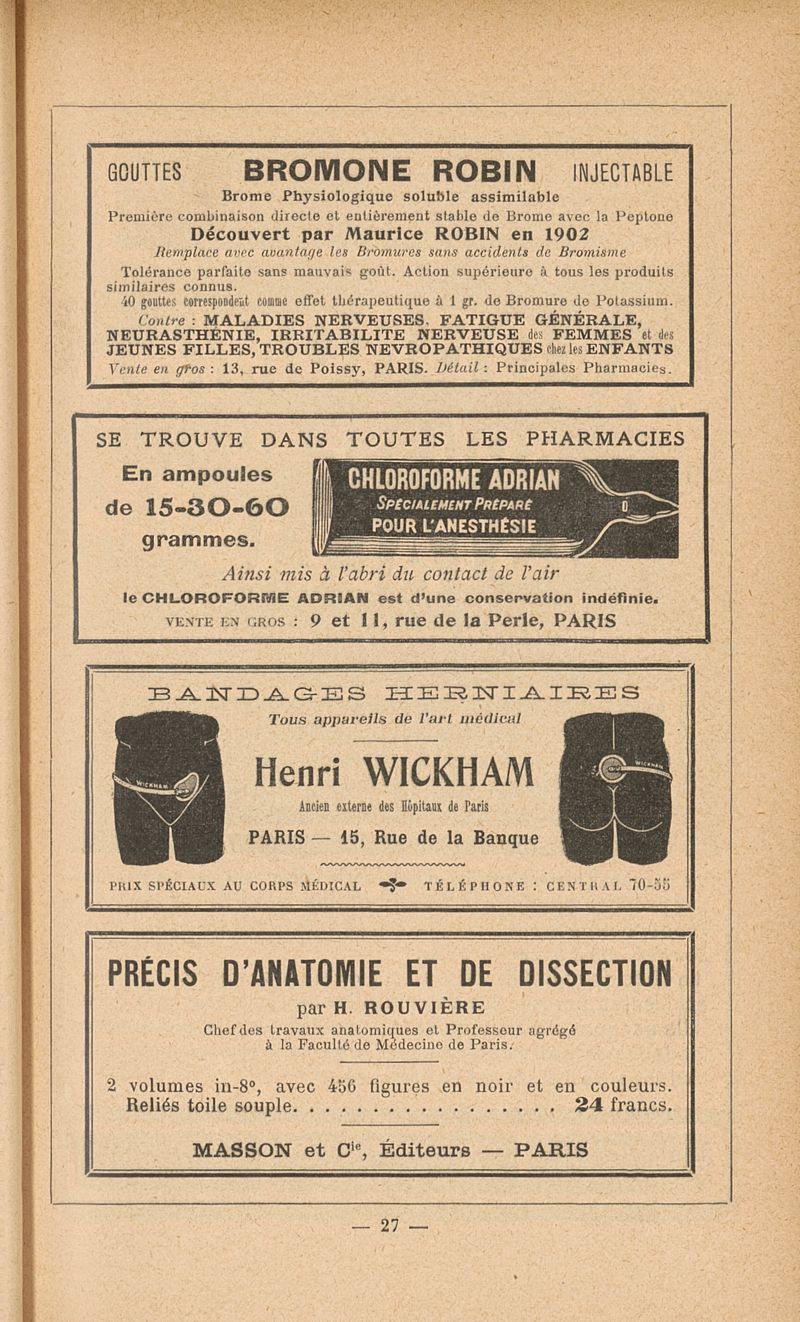 GOUTTES BROMONE ROBIN INJECTABLE
Brome Physiologique soluble assimilable
Première combinaison directe et entièrement stable de Brome avec la Peptone
Découvert par Maurice ROBIN en 1902
Remplace avec avantage les Bromures sans accidents de Bromisme
Tolérance parfaite sans mauvais goût. Action supérieure à tous les produits
similaires connus.
40 gouttes correspondent comme effet thérapeutique à 1 gr. de Bromure de Potassium.
Contre : MALADIES NERVEUSES, FATIGUE GÉNÉRALE,
NEURASTHÉNIE, IRRITABILITE NERVEUSE des FEMMES et des
JEUNES FILLES, TROUBLES NEVROPATHIQUES chez les ENFANTS
Vente en gros : 13, rue de Poissy, PARIS. Détail : Principales Pharmacies.
SE TROUVE DANS TOUTES LES PHARMACIES
En ampoules
de 15-30-60
grammes.
CHLOROFORME ADRIAN
SPÉCIALEMENT PRÉPARÉ
POUR L'ANESTHÉSIE
Ainsi mis à l'abri du contact de l'air
le CHLOROFORME ADRIAN est d'une conservation indéfinie.
VENTE EN GROS : 9 et 11, rue de la Perle, PARIS
BANDAGES HERNIAIRES
Tous appareils de l'art médical
WICKHAM
Henri WICKHAM
WICKHAM
Ancien externe des Hôpitaux de Paris
PARIS — 15, Rue de la Banque
PRIX SPÉCIAUX AU CORPS MÉDICAL TÉLÉPHONE : CENTRAL 70-55
PRÉCIS D'ANATOMIE ET DE DISSECTION
par H. ROUVIÈRE
Chef des travaux anatomiques et Professeur agrégé
à la Faculté de Médecine de Paris.
2 volumes in-8º, avec 456 figures en noir et en couleurs.
Reliés toile souple. . . . . . . . . . . . . . . . . 24 francs.
MASSON et Cie, Éditeurs — PARIS
— 27 —